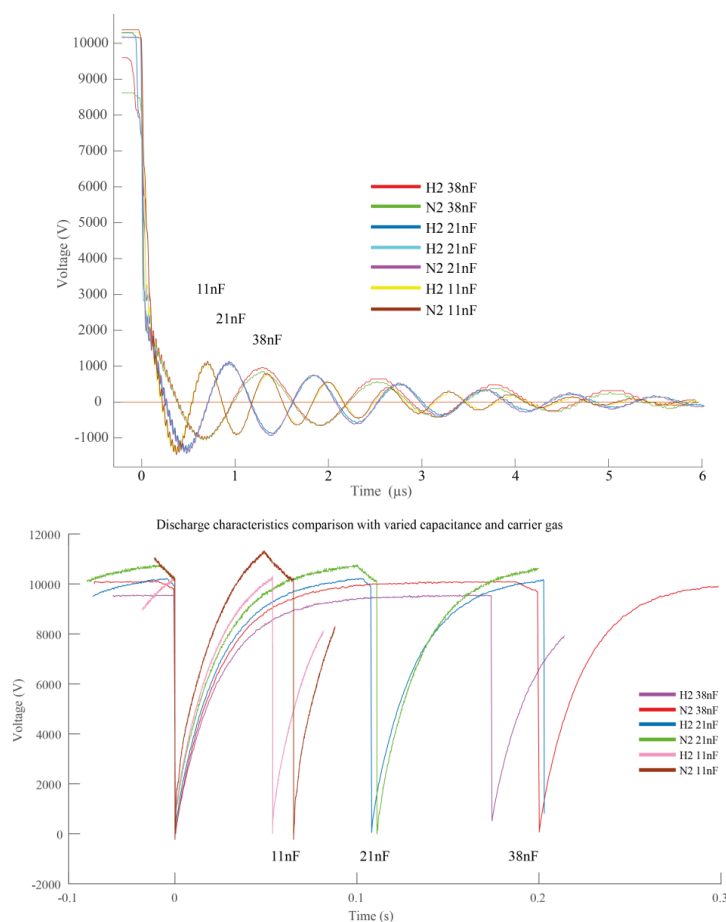 10000
9000
8000
7000
6000
5000
4000
3000
2000
1000
0
-1000
Voltage (V)
H2 38nF
N2 38nF
H2 21nF
H2 21nF
N2 21nF
H2 11nF
N2 11nF
11nF
21nF
38nF
0
1
2
3
4
5
6
Time (µs)
Discharge characteristics comparison with varied capacitance and carrier gas
12000
10000
8000
6000
4000
2000
0
-2000
Voltage (V)
H2 38nF
N2 38nF
H2 21nF
N2 21nF
H2 11nF
N2 11nF
11nF
21nF
38nF
-0.1
0
0.1
0.2
0.3
Time (s)